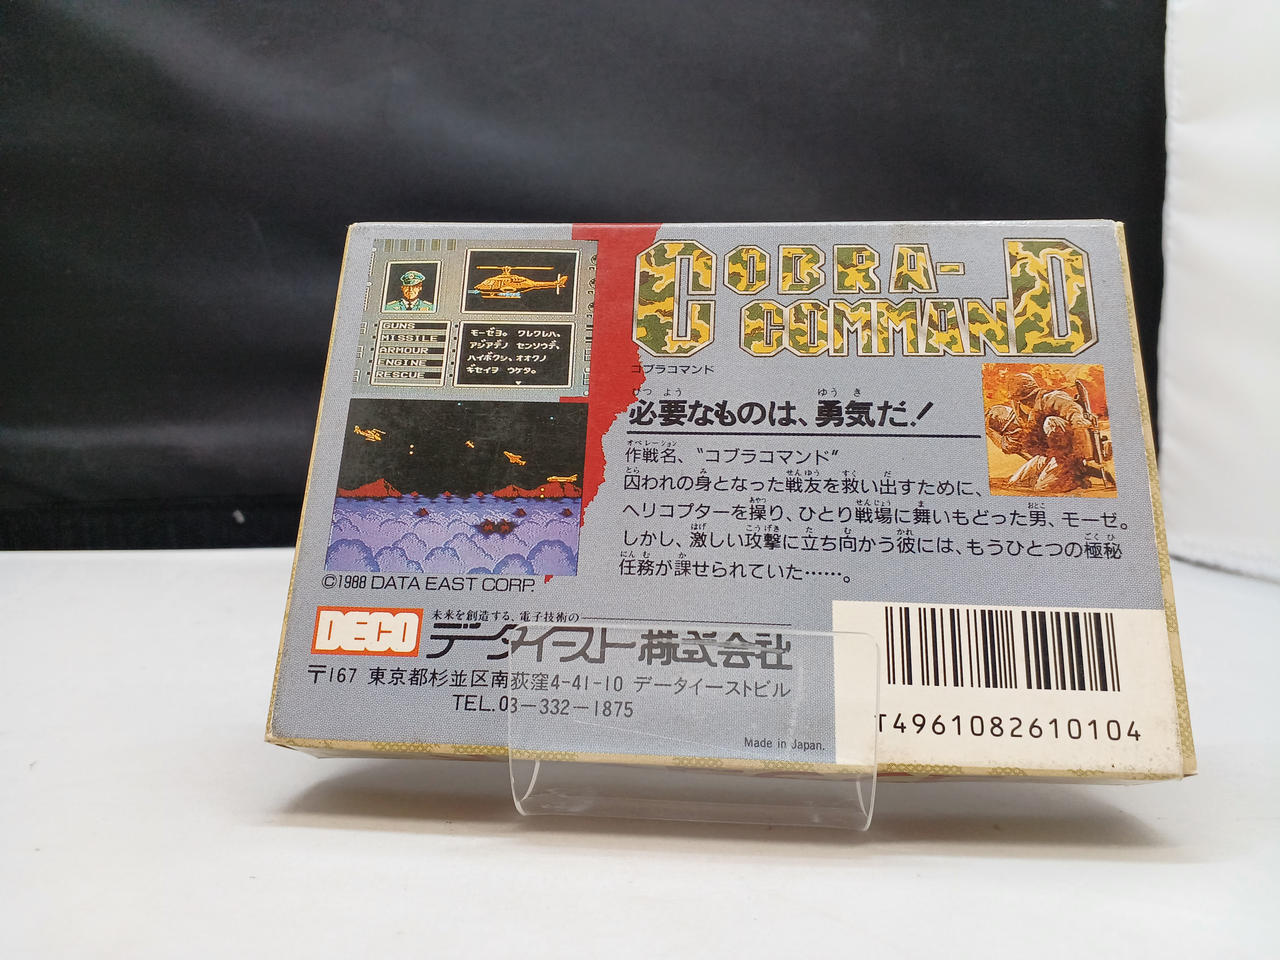 GUNS
MISSILE
ARMOUR
ENGINE
RESCUE
モーゼヨ。 ワレワレハ、
アジアデノ センソウデ、
ハイボクシ、オオクノ
ギセイヲ ウケタ。
©1988 DATA EAST CORP.
COBRA-
COMMAND
コブラコマンド
必要なものは、勇気だ!
作戦名、“コブラコマンド”
囚われの身となった戦友を救い出すために、
ヘリコプターを操り、ひとり戦場に舞いもどった男、モーゼ。
しかし、激しい攻撃に立ち向かう彼には、もうひとつの極秘
任務が課せられていた……。
DECO
未来を創造する、電子技術の
データイースト株式会社
〒167 東京都杉並区南荻窪4-41-10 データイーストビル
TEL.03-332-1875
Made in Japan.
T4961082610104